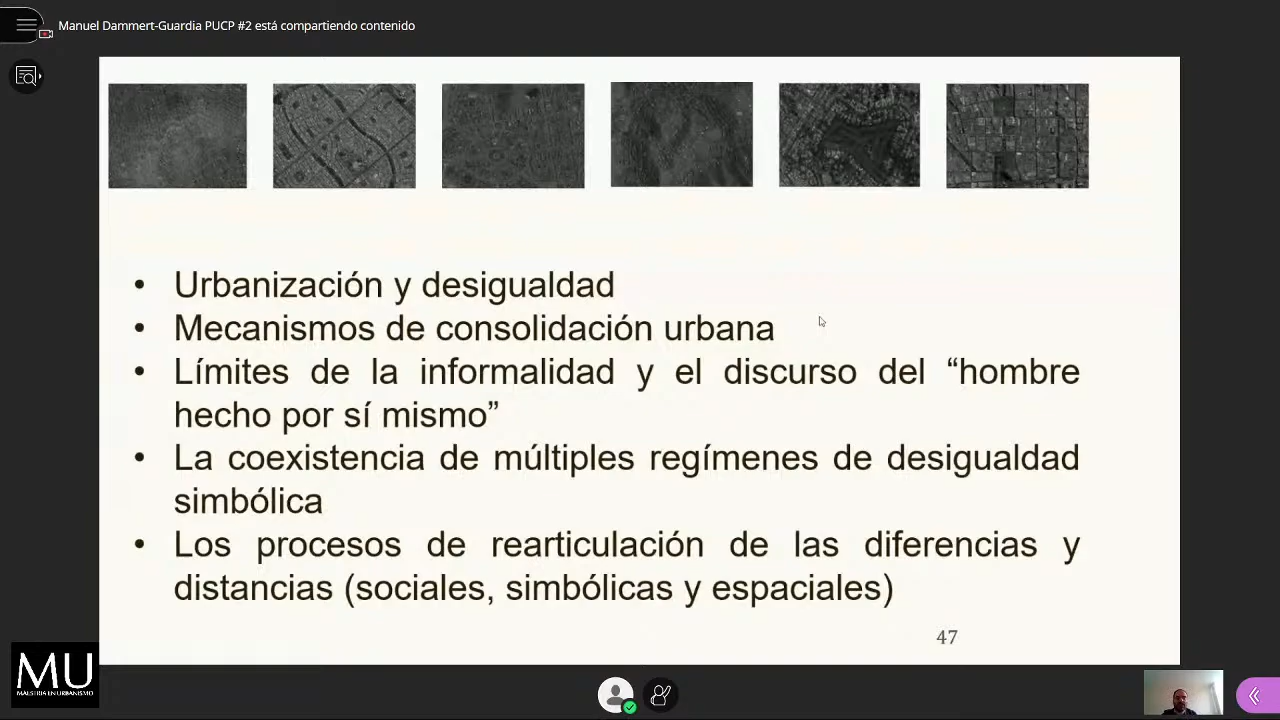 Manuel Dammert-Guardia PUCP #2 está compartiendo contenido
• Urbanización y desigualdad
• Mecanismos de consolidación urbana
• Límites de la informalidad y el discurso del “hombre
hecho por sí mismo”
• La coexistencia de múltiples regímenes de desigualdad
simbólica
• Los procesos de rearticulación de las diferencias y
distancias (sociales, simbólicas y espaciales)
47
MU
MAESTRÍA EN URBANISMO